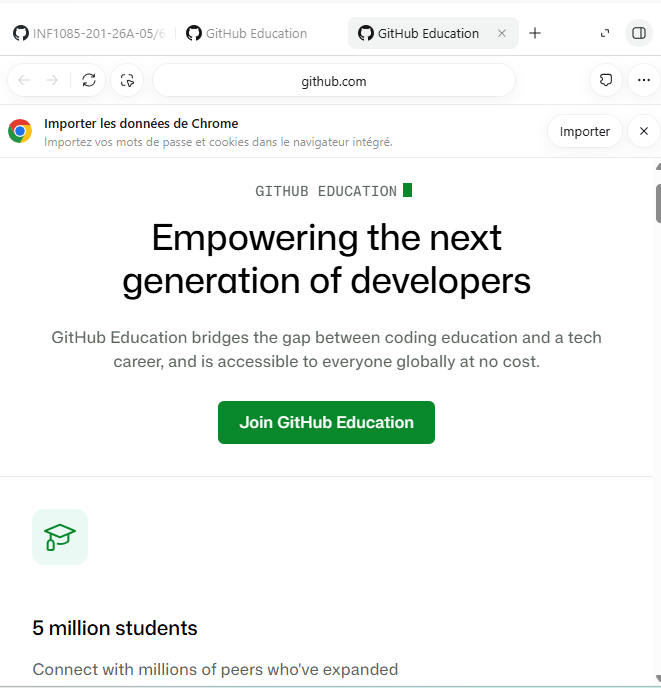 INF1085-201-26A-05/6
GitHub Education
GitHub Education
github.com
Importer les données de Chrome
Importez vos mots de passe et cookies dans le navigateur intégré.
Importer
GITHUB EDUCATION
Empowering the next
generation of developers
GitHub Education bridges the gap between coding education and a tech
career, and is accessible to everyone globally at no cost.
Join GitHub Education
5 million students
Connect with millions of peers who've expanded